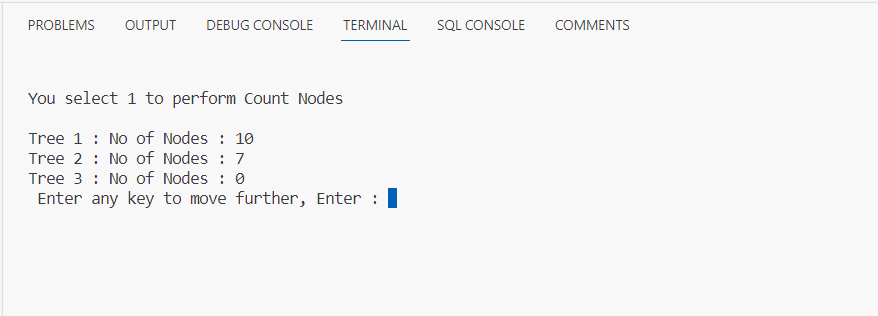 PROBLEMS OUTPUT DEBUG CONSOLE TERMINAL SQL CONSOLE COMMENTS
You select 1 to perform Count Nodes
Tree 1 : No of Nodes : 10
Tree 2 : No of Nodes : 7
Tree 3 : No of Nodes : 0
Enter any key to move further, Enter :